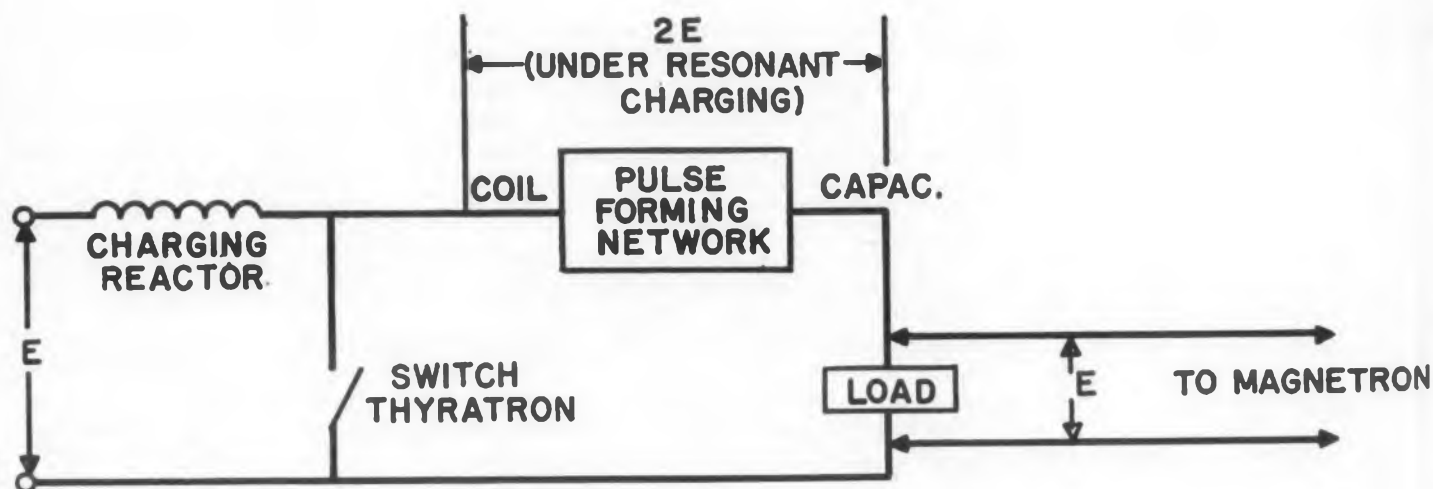 2E
(UNDER RESONANT
CHARGING)
COIL
PULSE
FORMING
NETWORK
CAPAC.
CHARGING
REACTOR
E
SWITCH
THYRATRON
LOAD
E
TO MAGNETRON